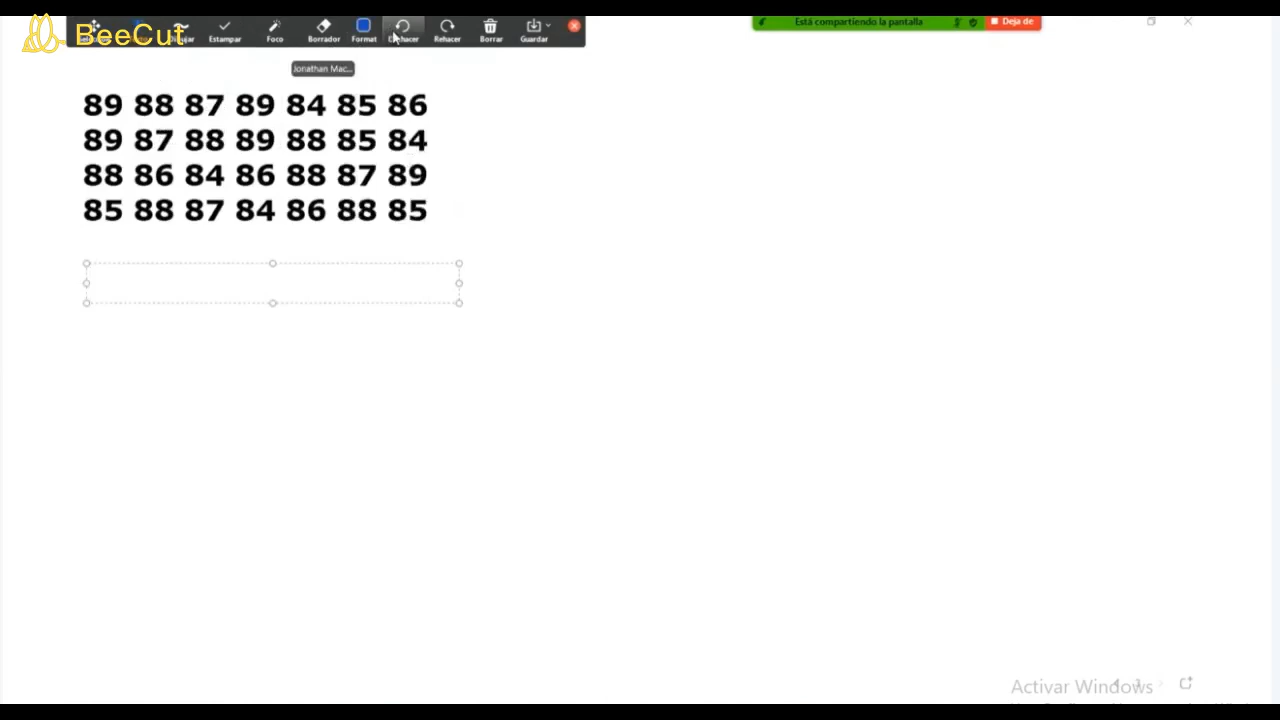 BeeCut
Estampar Foco Borrador Format Rehacer Borrar Guardar
Está compartiendo la pantalla Deja de
Jonathan Mac...
89 88 87 89 84 85 86
89 87 88 89 88 85 84
88 86 84 86 88 87 89
85 88 87 84 86 88 85
Activar Windows